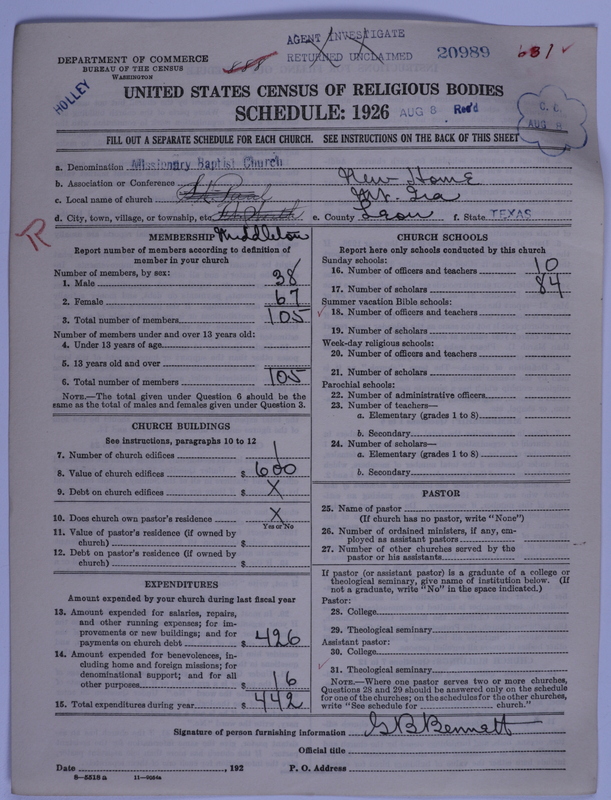 AGENT INVESTIGATE
RETURNED UNCLAIMED
20989
631
DEPARTMENT OF COMMERCE
BUREAU OF THE CENSUS
WASHINGTON
HOLLEY
UNITED STATES CENSUS OF RELIGIOUS BODIES
SCHEDULE: 1926
AUG 8 Rec'd
C. C.
AUG 8
FILL OUT A SEPARATE SCHEDULE FOR EACH CHURCH. SEE INSTRUCTIONS ON THE BACK OF THIS SHEET
a. Denomination Missionary Baptist Church
b. Association or Conference New Home
c. Local name of church St Paul Mt. Ira
d. City, town, village, or township, etc. e. County Leon f. State TEXAS
Middleton
R
MEMBERSHIP
Report number of members according to definition of
member in your church
Number of members, by sex:
1. Male 38
2. Female 67
3. Total number of members 105
Number of members under and over 13 years old:
4. Under 13 years of age
5. 13 years old and over
6. Total number of members 105
NOTE.—The total given under Question 6 should be the
same as the total of males and females given under Question 3.
CHURCH BUILDINGS
See instructions, paragraphs 10 to 12
7. Number of church edifices 1
8. Value of church edifices $ 600
9. Debt on church edifices $ X
10. Does church own pastor's residence X
Yes or No
11. Value of pastor's residence (if owned by
church) $
12. Debt on pastor's residence (if owned by
church) $
EXPENDITURES
Amount expended by your church during last fiscal year
13. Amount expended for salaries, repairs,
and other running expenses; for im-
provements or new buildings; and for
payments on church debt $ 426
14. Amount expended for benevolences, in-
cluding home and foreign missions; for
denominational support; and for all
other purposes $ 16
15. Total expenditures during year $ 442
CHURCH SCHOOLS
Report here only schools conducted by this church
Sunday schools:
16. Number of officers and teachers 10
17. Number of scholars 84
Summer vacation Bible schools:
18. Number of officers and teachers
19. Number of scholars
Week-day religious schools:
20. Number of officers and teachers
21. Number of scholars
Parochial schools:
22. Number of administrative officers
23. Number of teachers—
a. Elementary (grades 1 to 8)
b. Secondary
24. Number of scholars—
a. Elementary (grades 1 to 8)
b. Secondary
PASTOR
25. Name of pastor
(If church has no pastor, write "None")
26. Number of ordained ministers, if any, em-
ployed as assistant pastors
27. Number of other churches served by the
pastor or his assistants
If pastor (or assistant pastor) is a graduate of a college or
theological seminary, give name of institution below. (If
not a graduate, write "No" in the space indicated.)
Pastor:
28. College
29. Theological seminary
Assistant pastor:
30. College
31. Theological seminary
NOTE.—Where one pastor serves two or more churches,
Questions 28 and 29 should be answered only on the schedule
for one of the churches; on the schedules for the other churches,
write "See schedule for church."
Signature of person furnishing information G B Bennett
Official title
Date , 192 P. O. Address
8—5518 a 11—9064a